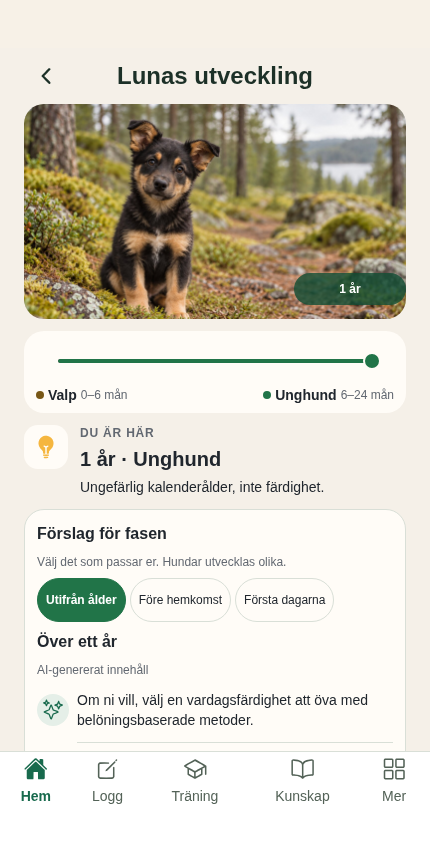 Lunas utveckling
1 år
Valp 0–6 mån
Unghund 6–24 mån
DU ÄR HÄR
1 år · Unghund
Ungefärlig kalenderålder, inte färdighet.
Förslag för fasen
Välj det som passar er. Hundar utvecklas olika.
Utifrån ålder
Före hemkomst
Första dagarna
Över ett år
AI-genererat innehåll
Om ni vill, välj en vardagsfärdighet att öva med
belöningsbaserade metoder.
Hem
Logg
Träning
Kunskap
Mer